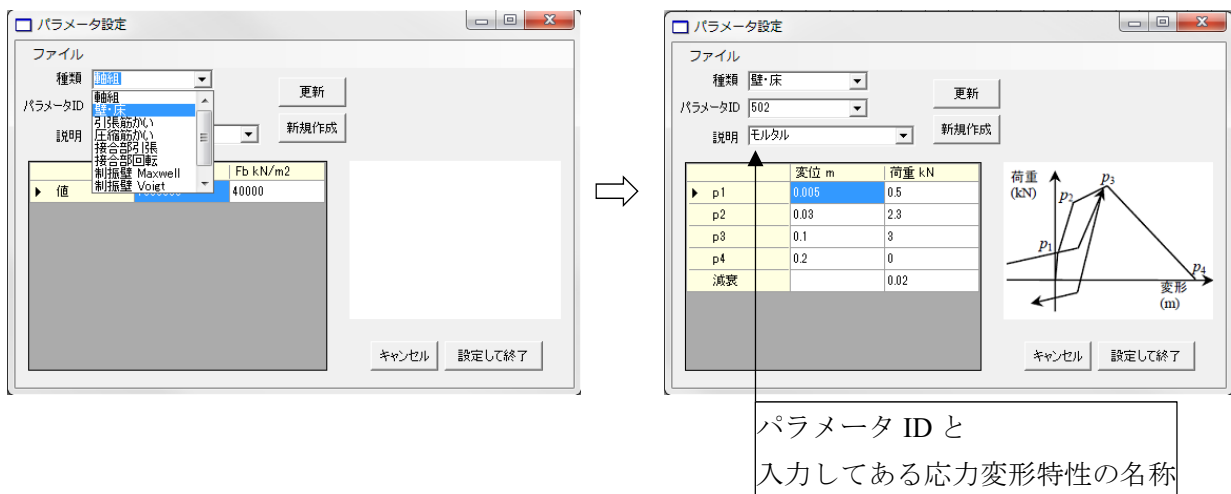 パラメータ設定
ファイル
種類 軸組
パラメータID
説明
更新
新規作成
軸組
壁・床
引張筋かい
圧縮筋かい
接合部引張
接合部回転
制振壁 Maxwell
制振壁 Voigt
Fb kN/m2
値 40000
キャンセル 設定して終了
パラメータ設定
ファイル
種類 壁・床
パラメータID 502
説明 モルタル
更新
新規作成
変位 m 荷重 kN
p1 0.005 0.5
p2 0.03 2.3
p3 0.1 3
p4 0.2 0
減衰 0.02
荷重
(kN)
p3
p2
p1
p4
変形
(m)
キャンセル 設定して終了
パラメータ ID と
入力してある応力変形特性の名称